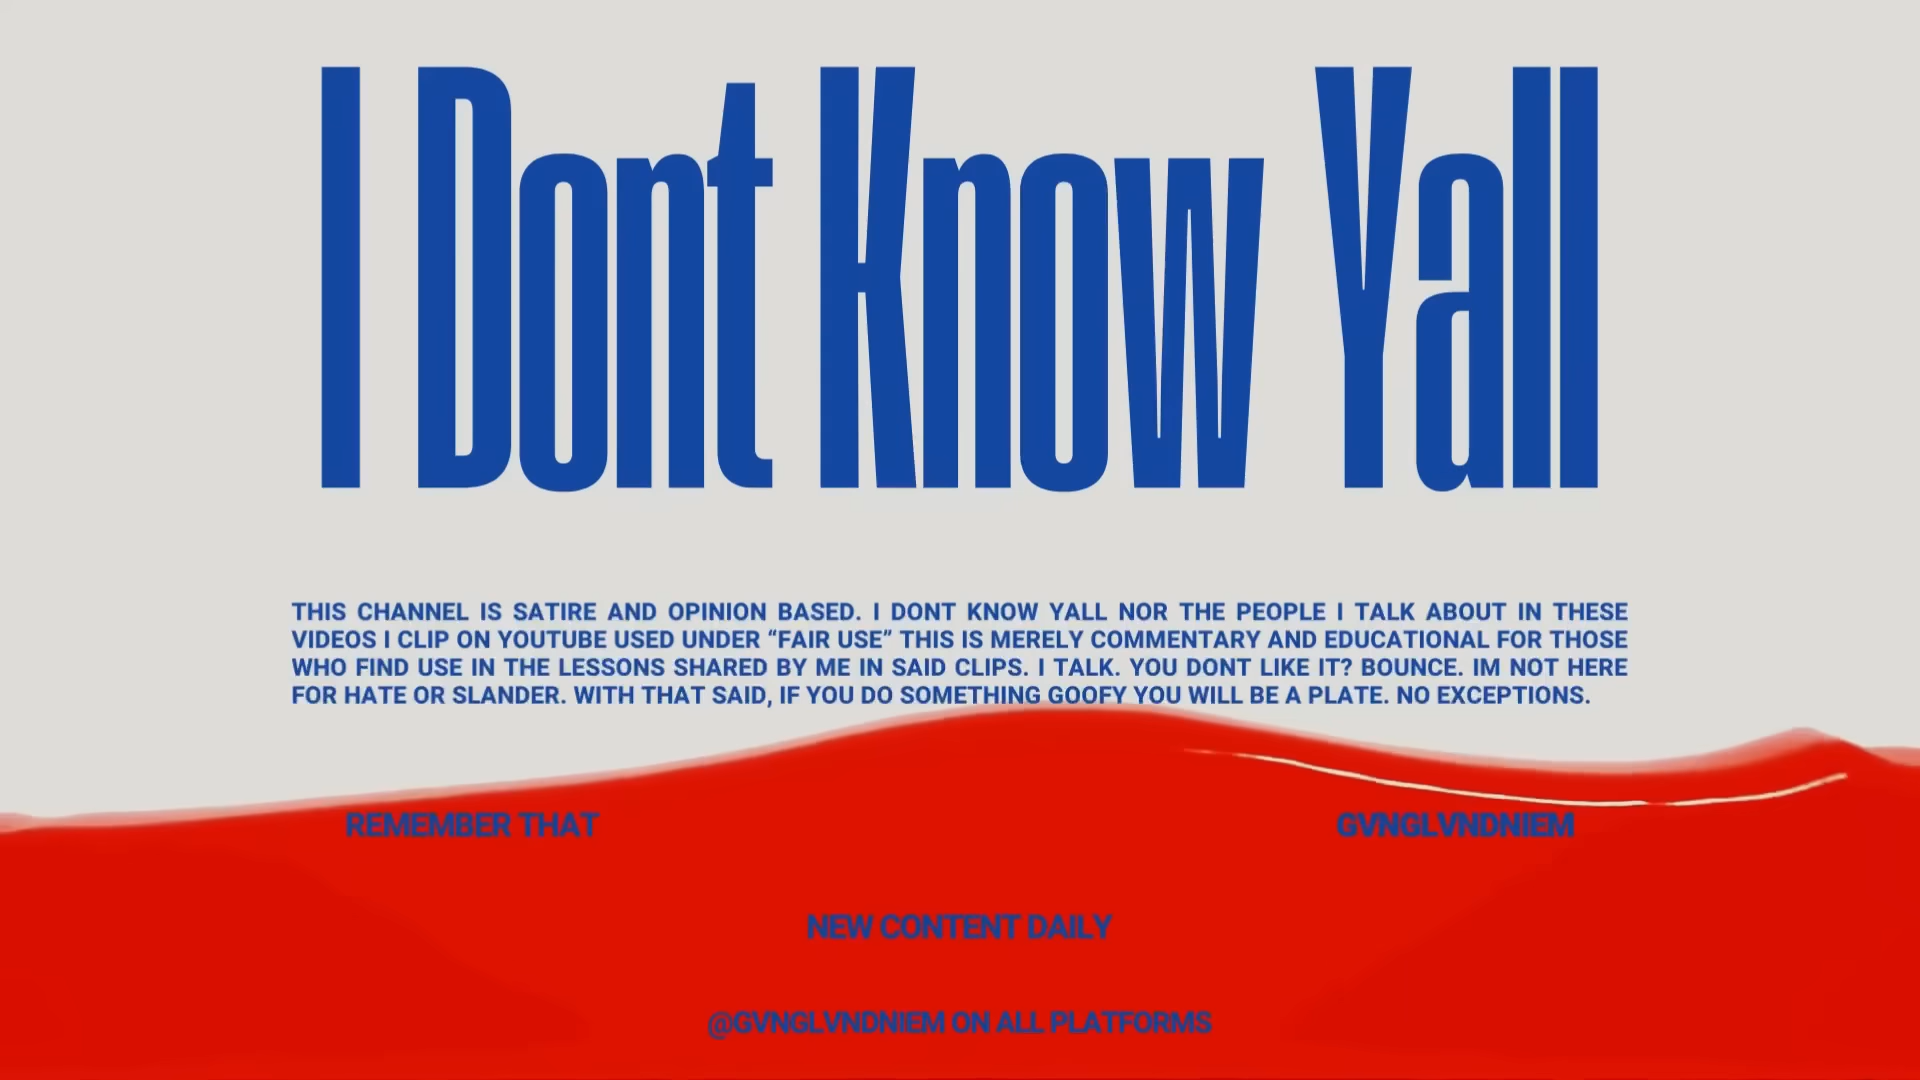 I Dont Know Yall
THIS CHANNEL IS SATIRE AND OPINION BASED. I DONT KNOW YALL NOR THE PEOPLE I TALK ABOUT IN THESE
VIDEOS I CLIP ON YOUTUBE USED UNDER “FAIR USE” THIS IS MERELY COMMENTARY AND EDUCATIONAL FOR THOSE
WHO FIND USE IN THE LESSONS SHARED BY ME IN SAID CLIPS. I TALK. YOU DONT LIKE IT? BOUNCE. IM NOT HERE
FOR HATE OR SLANDER. WITH THAT SAID, IF YOU DO SOMETHING GOOFY YOU WILL BE A PLATE. NO EXCEPTIONS.
REMEMBER THAT GVNGLVNDNIEM
NEW CONTENT DAILY
@GVNGLVNDNIEM ON ALL PLATFORMS